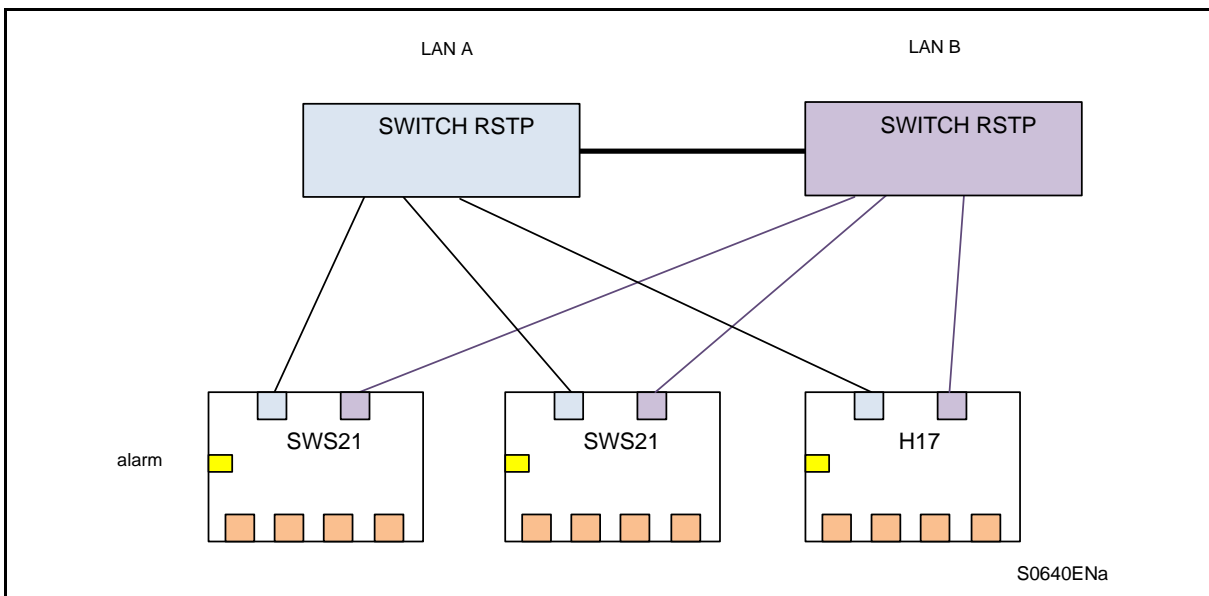 LAN A
LAN B
SWITCH RSTP
SWITCH RSTP
SWS21
SWS21
H17
alarm
S0640ENa